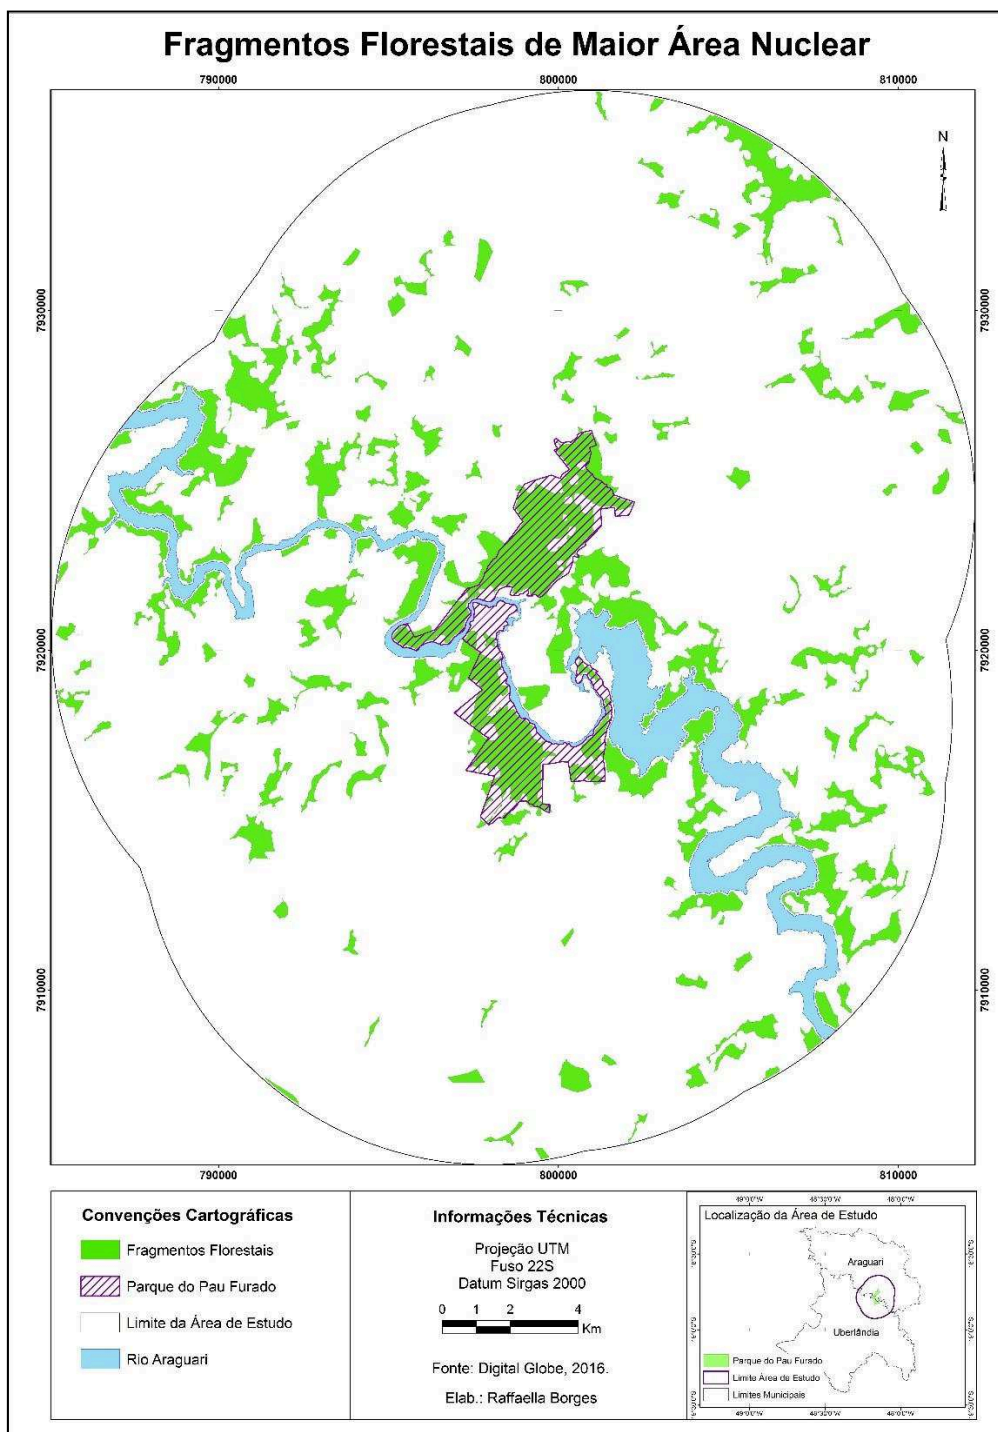 Fragmentos Florestais de Maior Área Nuclear
790000
800000
810000
N
7930000
7930000
7920000
7920000
7910000
7910000
790000
800000
810000
Convenções Cartográficas
Fragmentos Florestais
Parque do Pau Furado
Limite da Área de Estudo
Rio Araguari
Informações Técnicas
Projeção UTM
Fuso 22S
Datum Sirgas 2000
0 1 2 4
Km
Fonte: Digital Globe, 2016.
Elab.: Raffaella Borges
Localização da Área de Estudo
Araguari
Uberlândia
Parque do Pau Furado
Limite Área de Estudo
Limites Municipais